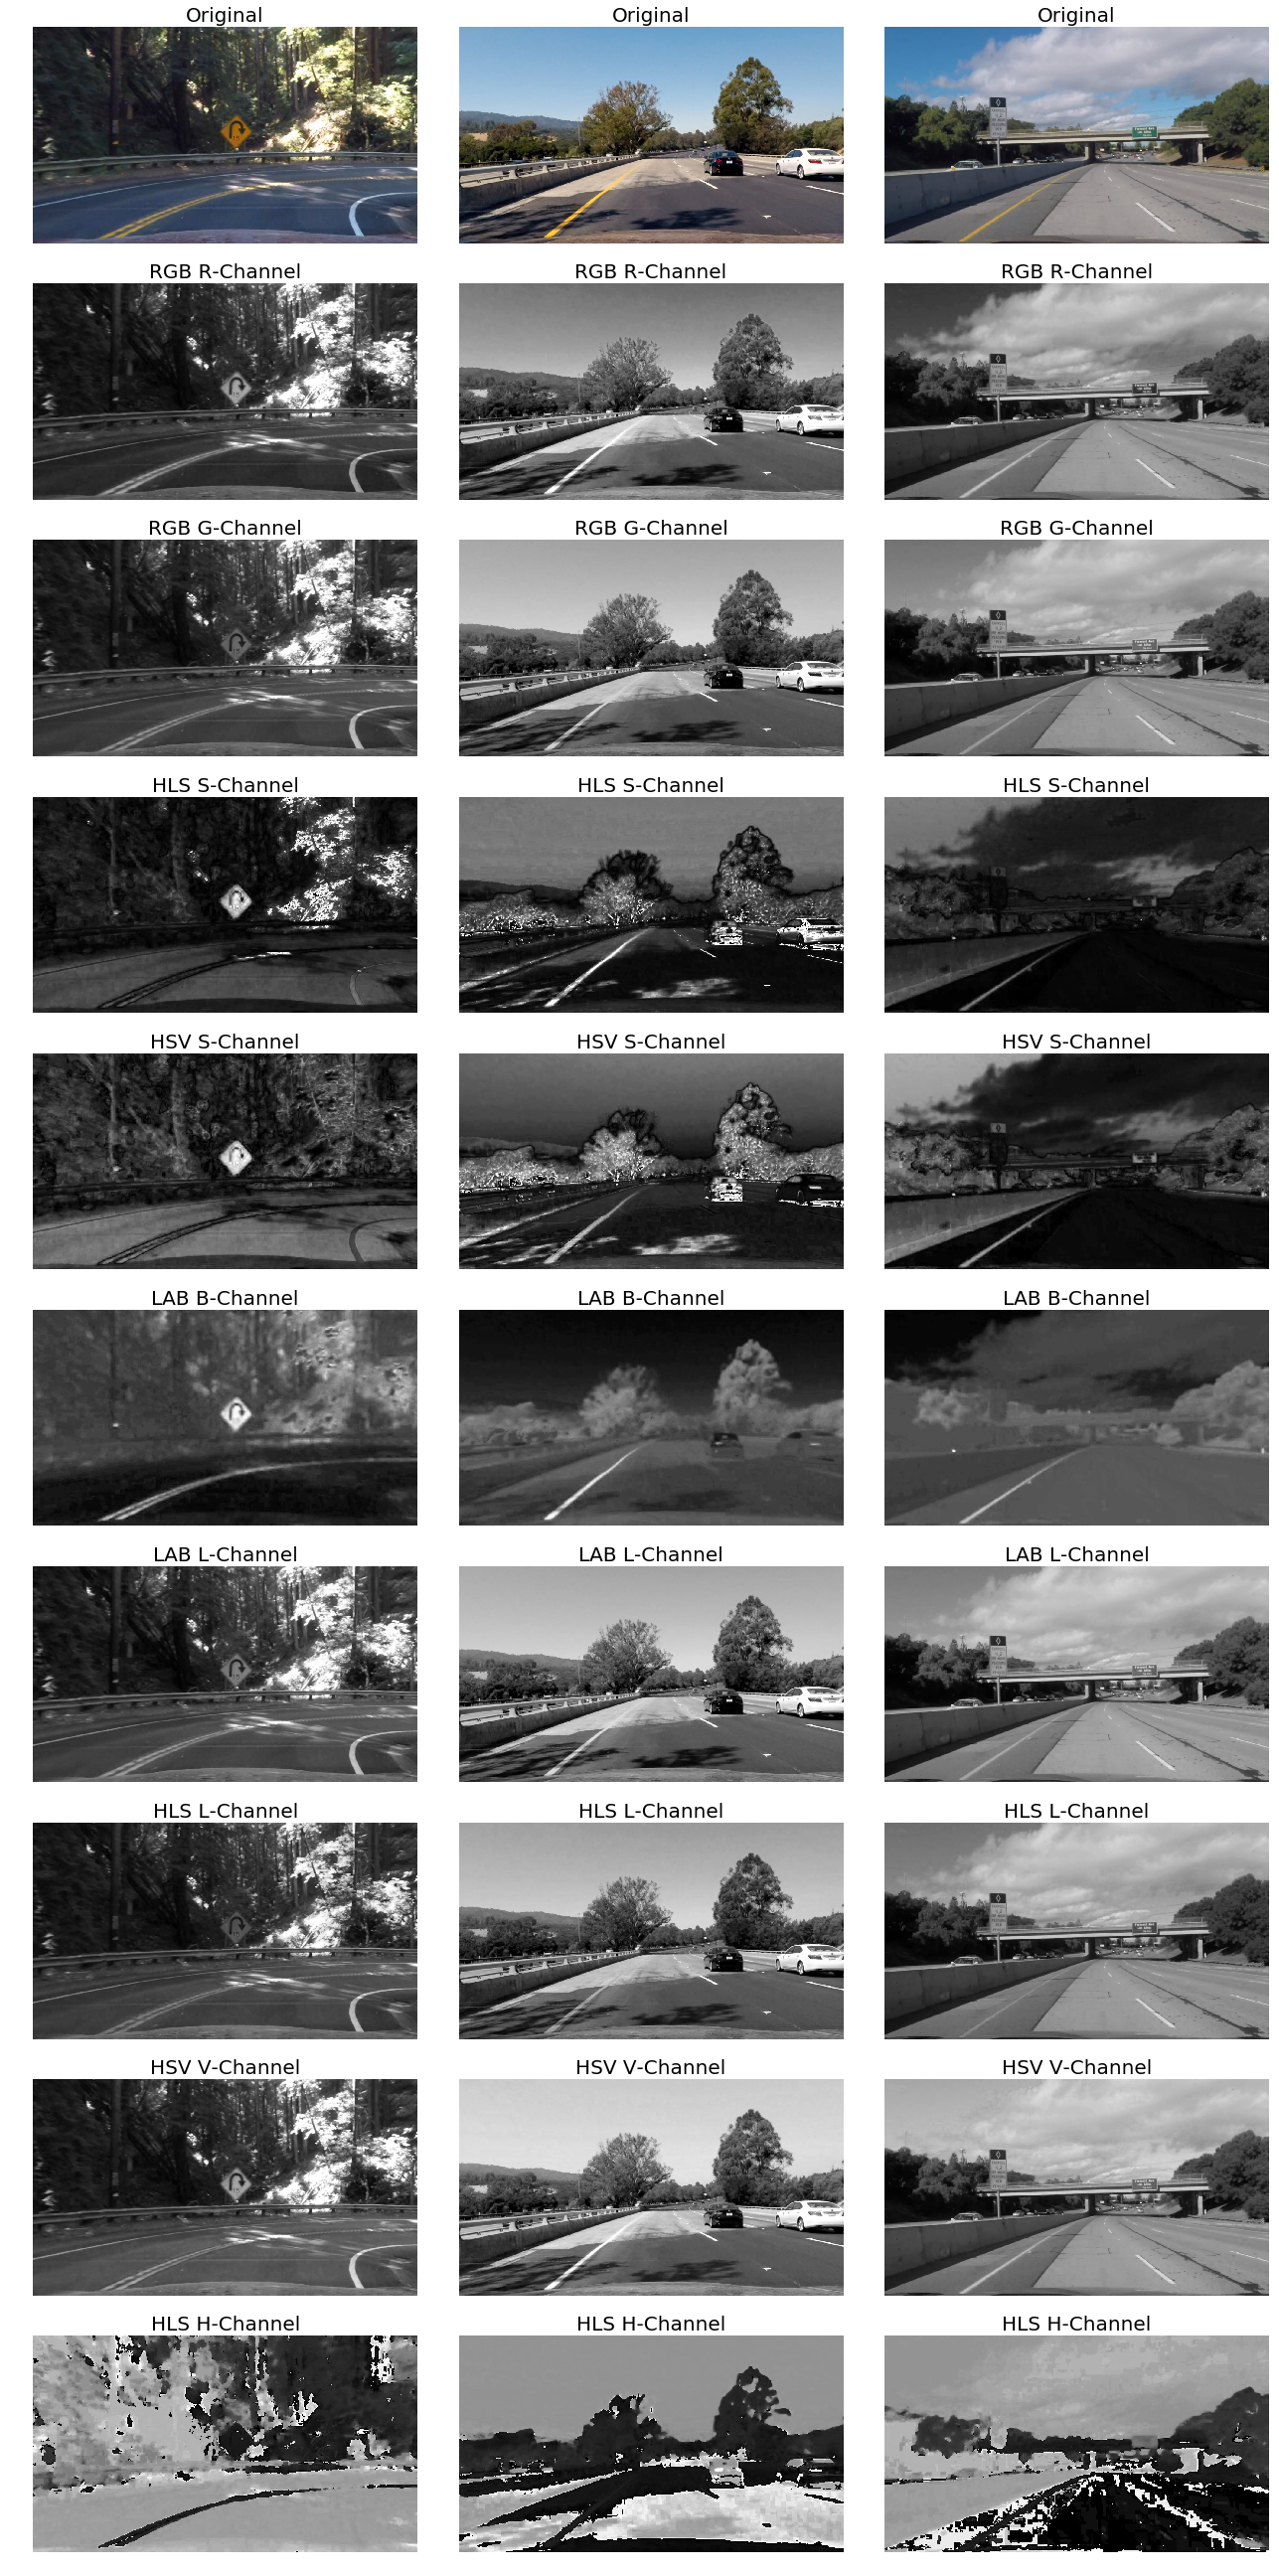 Original Original Original
RGB R-Channel RGB R-Channel RGB R-Channel
RGB G-Channel RGB G-Channel RGB G-Channel
HLS S-Channel HLS S-Channel HLS S-Channel
HSV S-Channel HSV S-Channel HSV S-Channel
LAB B-Channel LAB B-Channel LAB B-Channel
LAB L-Channel LAB L-Channel LAB L-Channel
HLS L-Channel HLS L-Channel HLS L-Channel
HSV V-Channel HSV V-Channel HSV V-Channel
HLS H-Channel HLS H-Channel HLS H-Channel